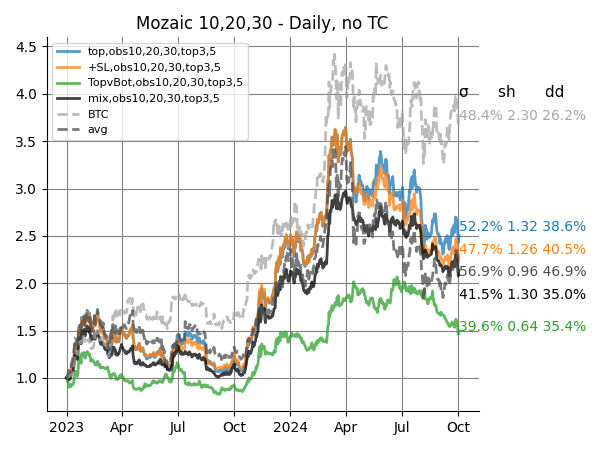 Mozaic 10,20,30 - Daily, no TC
top,obs10,20,30,top3,5
+SL,obs10,20,30,top3,5
TopvBot,obs10,20,30,top3,5
mix,obs10,20,30,top3,5
BTC
avg
4.5
4.0
3.5
3.0
2.5
2.0
1.5
1.0
σ sh dd
48.4% 2.30 26.2%
52.2% 1.32 38.6%
47.7% 1.26 40.5%
56.9% 0.96 46.9%
41.5% 1.30 35.0%
39.6% 0.64 35.4%
2023 Apr Jul Oct 2024 Apr Jul Oct